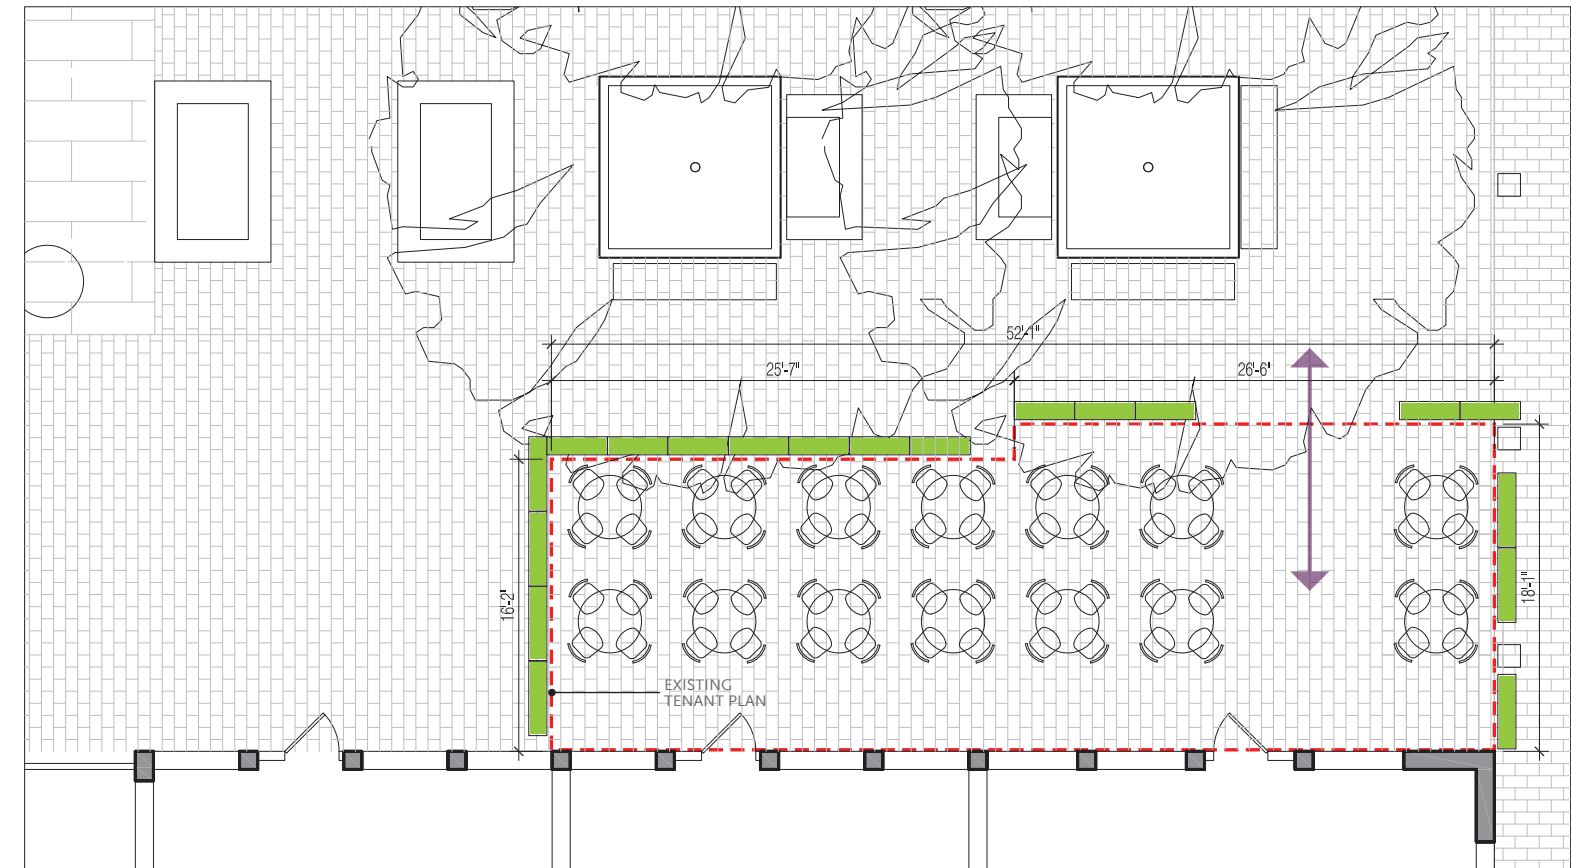 52'-1"
25'-7"
26'-6"
16'-2"
18'-1"
EXISTING
TENANT PLAN